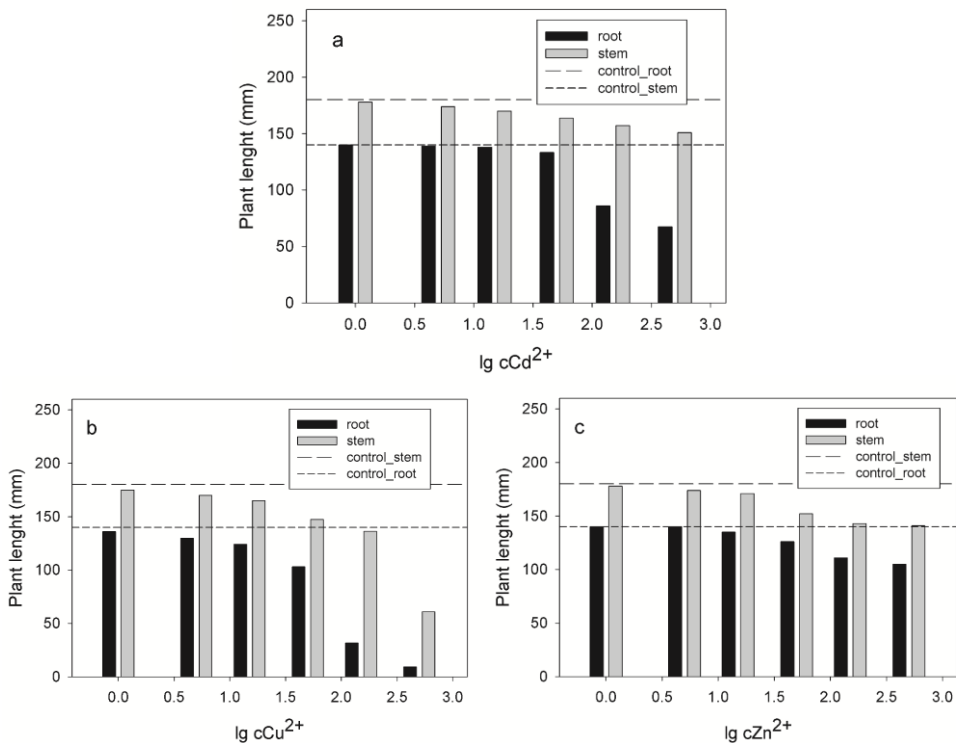 a
root
stem
control_root
control_stem
250
200
150
100
50
0
Plant lenght (mm)
0.0 0.5 1.0 1.5 2.0 2.5 3.0
lg cCd2+
b
root
stem
control_stem
control_root
250
200
150
100
50
0
Plant lenght (mm)
0.0 0.5 1.0 1.5 2.0 2.5 3.0
lg cCu2+
c
root
stem
control_stem
control_root
250
200
150
100
50
0
Plant lenght (mm)
0.0 0.5 1.0 1.5 2.0 2.5 3.0
lg cZn2+